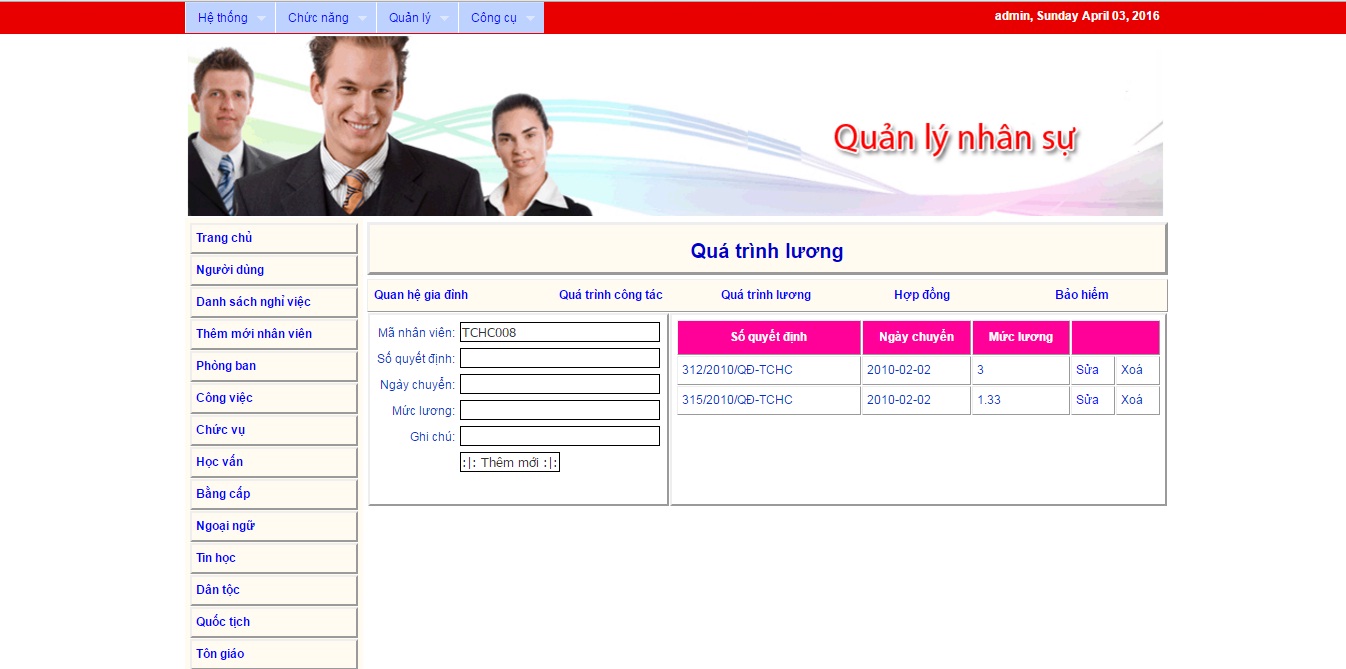 Hệ thống Chức năng Quản lý Công cụ admin, Sunday April 03, 2016
Quản lý nhân sự
Trang chủ
Người dùng
Danh sách nghỉ việc
Thêm mới nhân viên
Phòng ban
Công việc
Chức vụ
Học vấn
Bằng cấp
Ngoại ngữ
Tin học
Dân tộc
Quốc tịch
Tôn giáo
Quá trình lương
Quan hệ gia đình Quá trình công tác Quá trình lương Hợp đồng Bảo hiểm
Mã nhân viên: TCHC008
Số quyết định:
Ngày chuyển:
Mức lương:
Ghi chú:
:|: Thêm mới :|:
Số quyết định Ngày chuyển Mức lương
312/2010/QĐ-TCHC 2010-02-02 3 Sửa Xoá
315/2010/QĐ-TCHC 2010-02-02 1.33 Sửa Xoá